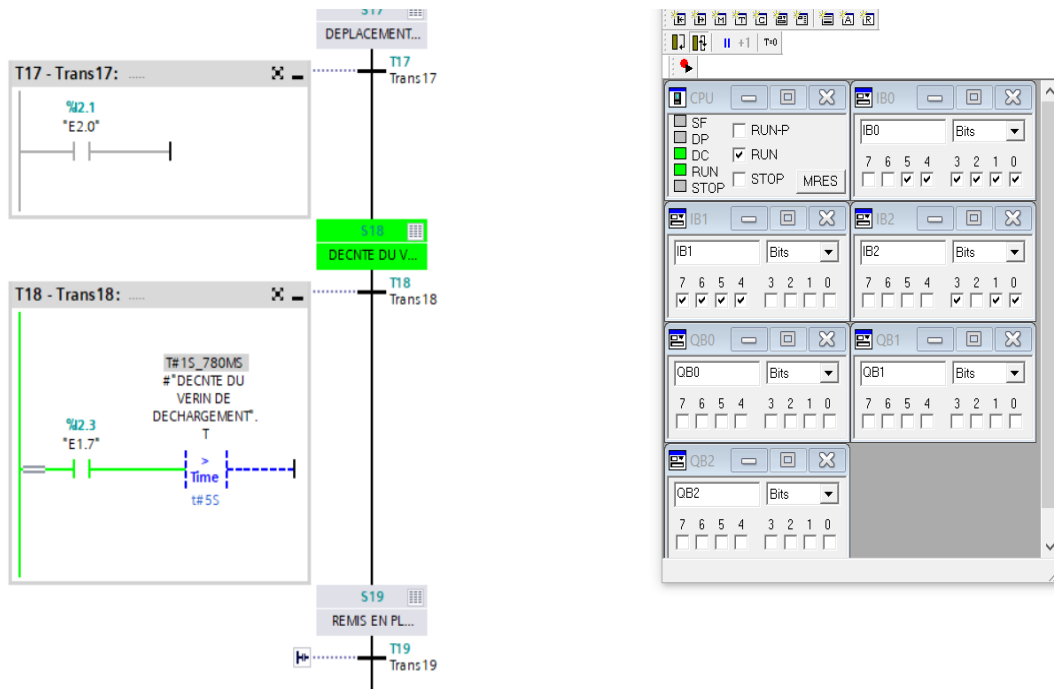 S17
DEPLACEMENT...
T17
Trans17
T17 - Trans17: .....
%I2.1
"E2.0"
S18
DECNTE DU V...
T18
Trans18
T18 - Trans18: .....
T#1S_780MS
#"DECNTE DU
VERIN DE
DECHARGEMENT".
T
%I2.3
"E1.7"
>
Time
t#5S
S19
REMIS EN PL...
T19
Trans19
+1
T=0
CPU
SF
DP
DC
RUN
STOP
RUN-P
RUN
STOP
MRES
IB0
IB0
Bits
7 6 5 4 3 2 1 0
IB1
IB1
Bits
7 6 5 4 3 2 1 0
IB2
IB2
Bits
7 6 5 4 3 2 1 0
QB0
QB0
Bits
7 6 5 4 3 2 1 0
QB1
QB1
Bits
7 6 5 4 3 2 1 0
QB2
QB2
Bits
7 6 5 4 3 2 1 0